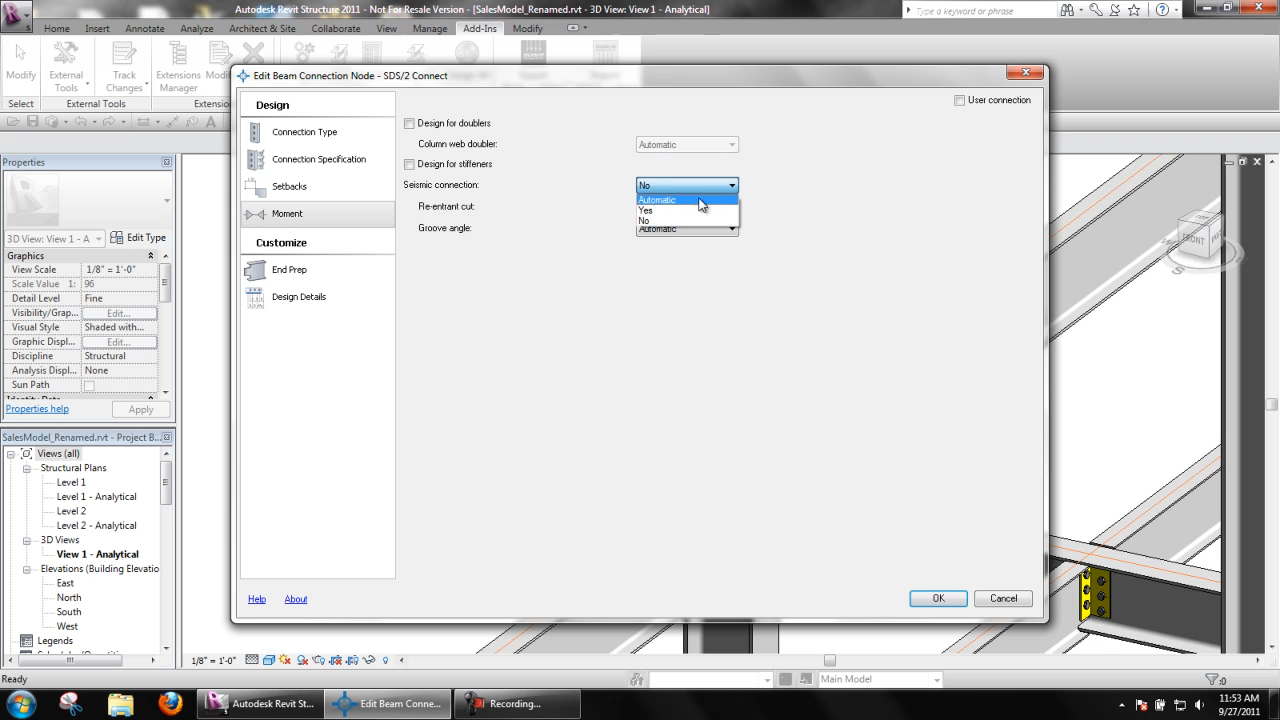 Autodesk Revit Structure 2011 - Not For Resale Version - [SalesModel_Renamed.rvt - 3D View: View 1 - Analytical]
Type a keyword or phrase
Home Insert Annotate Analyze Architect & Site Collaborate View Manage Add-Ins Modify
Modify
External Tools
Track Changes
Extensions Manager
Select
External Tools
Edit Beam Connection Node - SDS/2 Connect
Design
Connection Type
Connection Specification
Setbacks
Moment
Customize
End Prep
Design Details
Help About
User connection
Design for doublers
Column web doubler: Automatic
Design for stiffeners
Seismic connection: No
Automatic
Yes
No
Re-entrant cut:
Groove angle: Automatic
OK Cancel
Properties
3D View: View 1 - A Edit Type
Graphics
View Scale 1/8" = 1'-0"
Scale Value 1: 96
Detail Level Fine
Visibility/Grap... Edit...
Visual Style Shaded with...
Graphic Displ... Edit...
Discipline Structural
Analysis Displ... None
Sun Path
Properties help Apply
SalesModel_Renamed.rvt - Project B...
Views (all)
Structural Plans
Level 1
Level 1 - Analytical
Level 2
Level 2 - Analytical
3D Views
View 1 - Analytical
Elevations (Building Elevatio
East
North
South
West
Legends
FRONT
S
1/8" = 1'-0"
Ready
Main Model
:0
Autodesk Revit St...
Edit Beam Conne...
Recording...
11:53 AM
9/27/2011